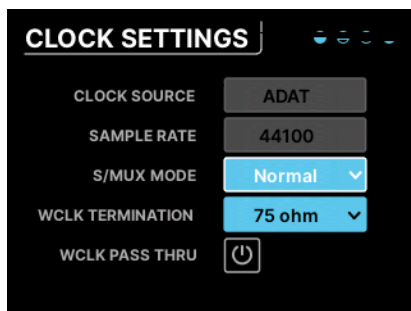 CLOCK SETTINGS
CLOCK SOURCE ADAT
SAMPLE RATE 44100
S/MUX MODE Normal
WCLK TERMINATION 75 ohm
WCLK PASS THRU